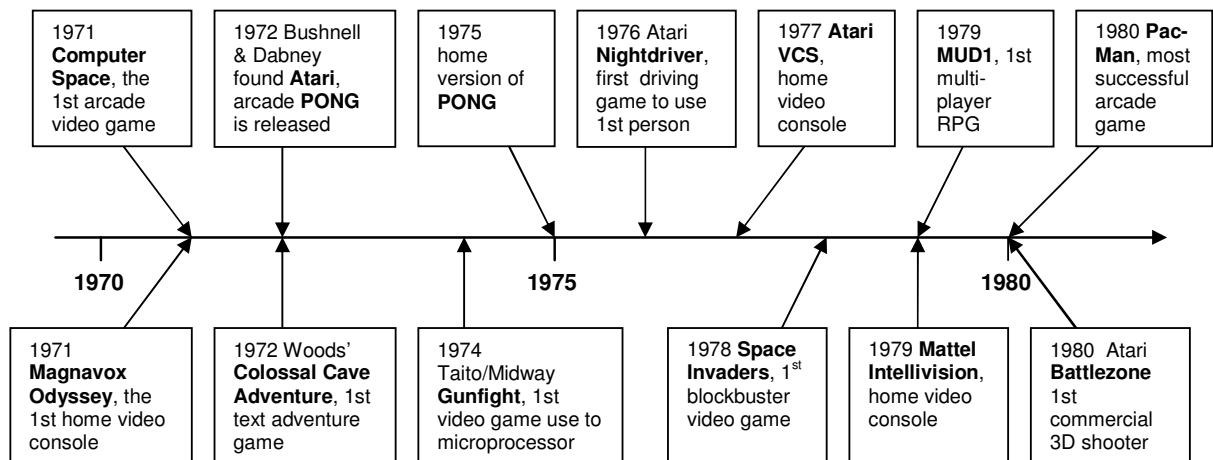 1971
Computer
Space, the
1st arcade
video game
1972 Bushnell
& Dabney
found Atari,
arcade PONG
is released
1975
home
version of
PONG
1976 Atari
Nightdriver,
first driving
game to use
1st person
1977 Atari
VCS,
home
video
console
1979
MUD1, 1st
multi-
player
RPG
1980 Pac-
Man, most
successful
arcade
game
1970
1975
1980
1971
Magnavox
Odyssey, the
1st home video
console
1972 Woods’
Colossal Cave
Adventure, 1st
text adventure
game
1974
Taito/Midway
Gunfight, 1st
video game use to
microprocessor
1978 Space
Invaders, 1st
blockbuster
video game
1979 Mattel
Intellivision,
home video
console
1980 Atari
Battlezone
1st
commercial
3D shooter